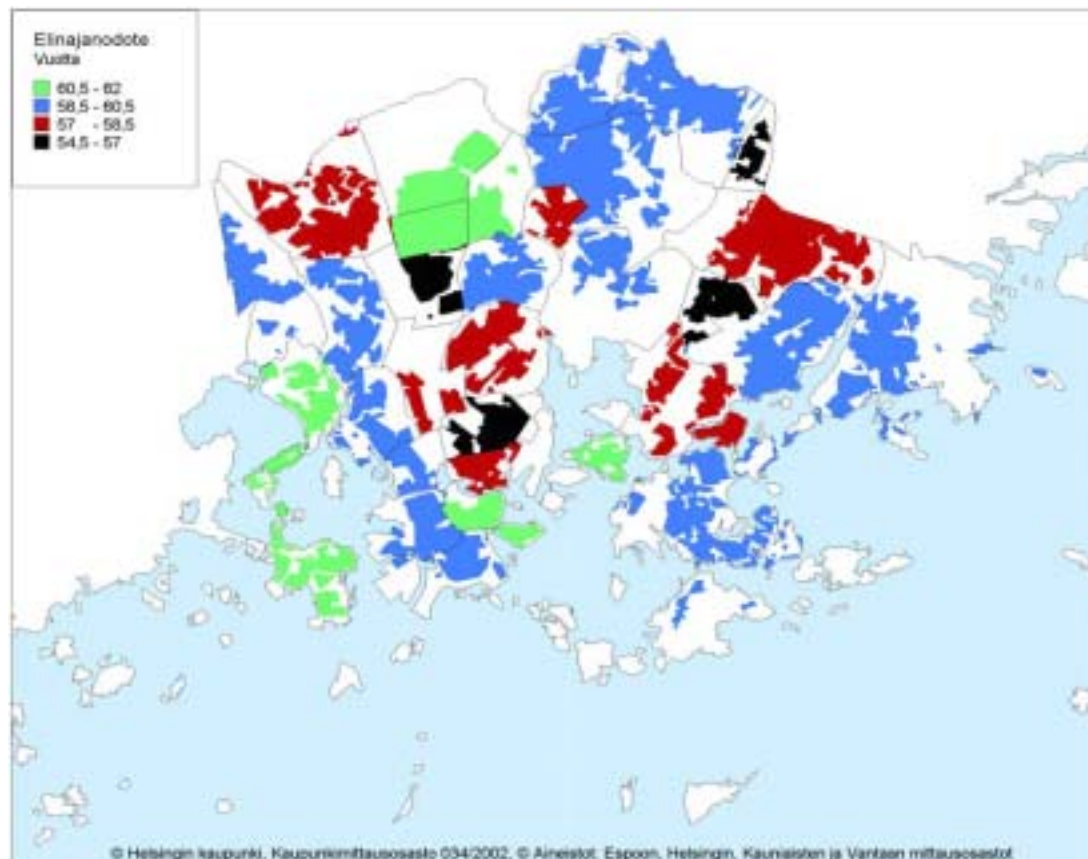 Elinajanodote
Vuotta
60,5 - 62
58,5 - 60,5
57 - 58,5
54,5 - 57
© Helsingin kaupunki, Kaupunkimittausosasto 034/2002, © Aineistot: Espoon, Helsingin, Kauniaisten ja Vantaan mittausosastot